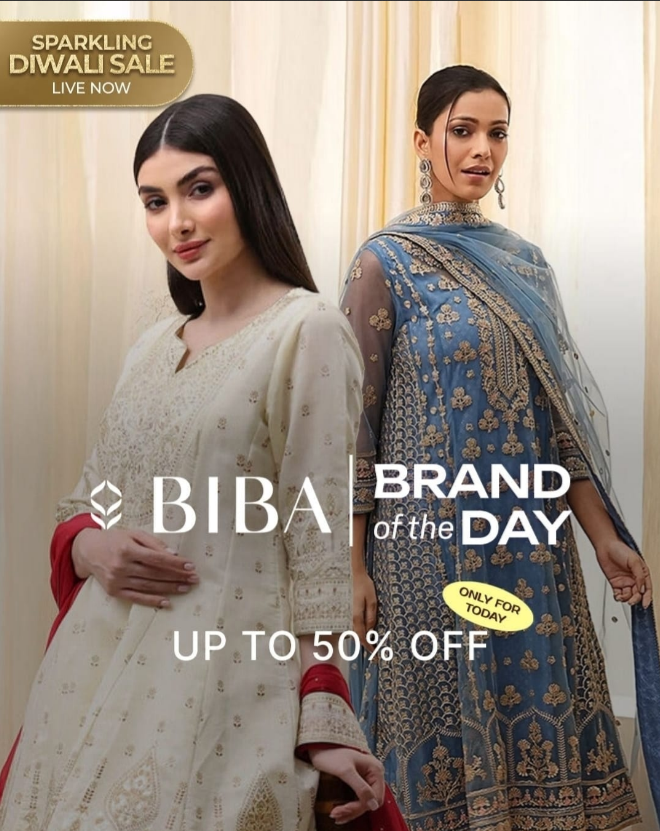 SPARKLING
DIWALI SALE
LIVE NOW
BIBA
BRAND
of the DAY
ONLY FOR
TODAY
UP TO 50% OFF